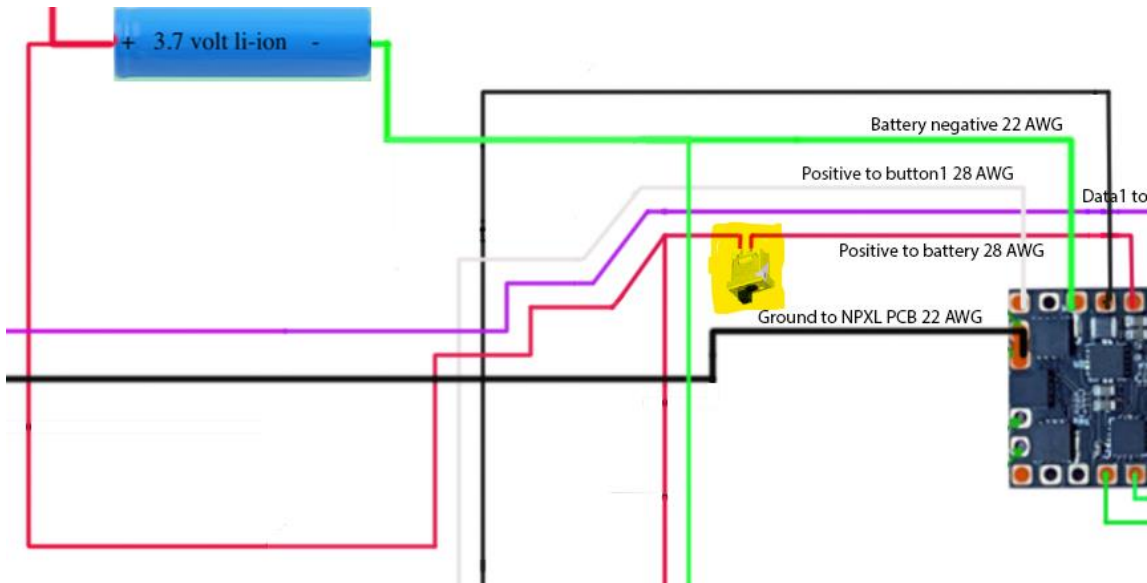 + 3.7 volt li-ion -
Battery negative 22 AWG
Positive to button1 28 AWG
Data1 to
Positive to battery 28 AWG
Ground to NPXL PCB 22 AWG